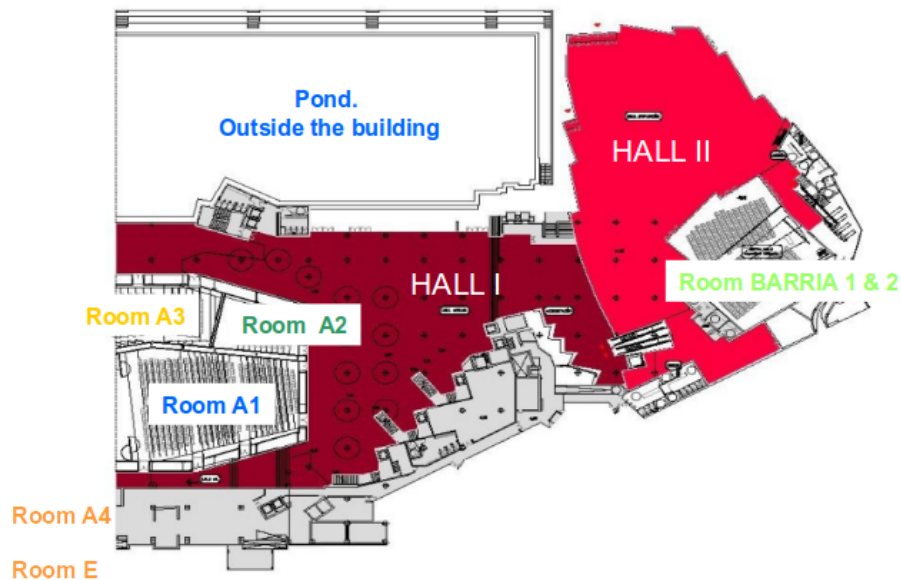 Pond.
Outside the building
HALL II
HALL I
Room BARRIA 1 & 2
Room A3
Room A2
Room A1
Room A4
Room E